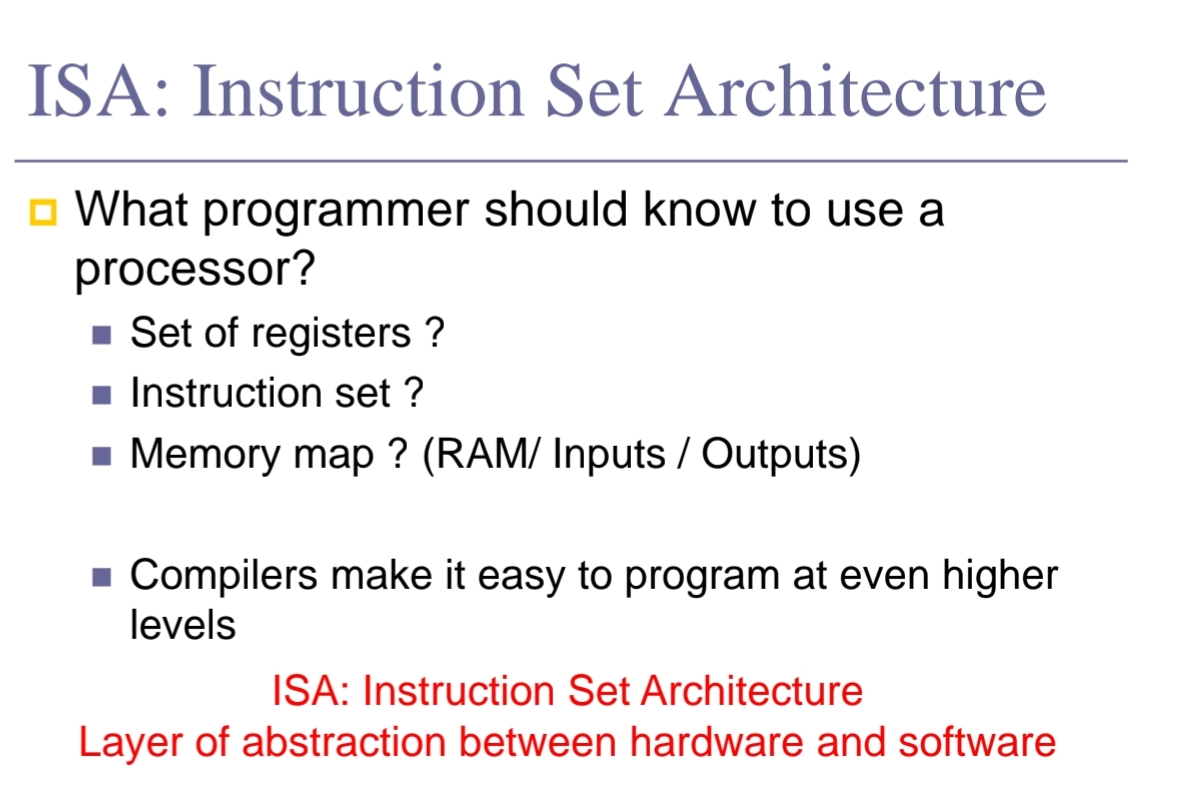 ISA: Instruction Set Architecture
What programmer should know to use a
processor?
Set of registers ?
Instruction set ?
Memory map ? (RAM/ Inputs / Outputs)
Compilers make it easy to program at even higher
levels
ISA: Instruction Set Architecture
Layer of abstraction between hardware and software